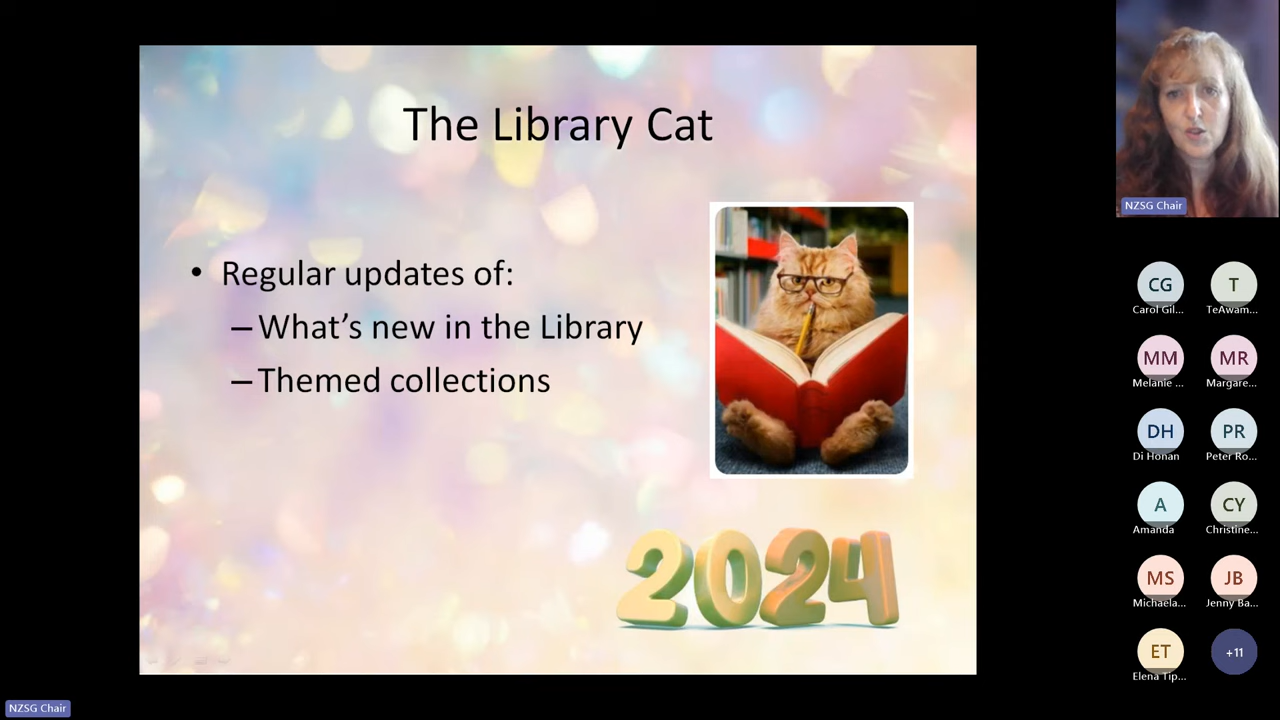 The Library Cat
• Regular updates of:
– What’s new in the Library
– Themed collections
2024
NZSG Chair
CG
Carol Gil...
T
TeAwam...
MM
Melanie ...
MR
Margare...
DH
Di Honan
PR
Peter Ro...
A
Amanda
CY
Christine...
MS
Michaela...
JB
Jenny Ba...
ET
Elena Tip...
+11
NZSG Chair